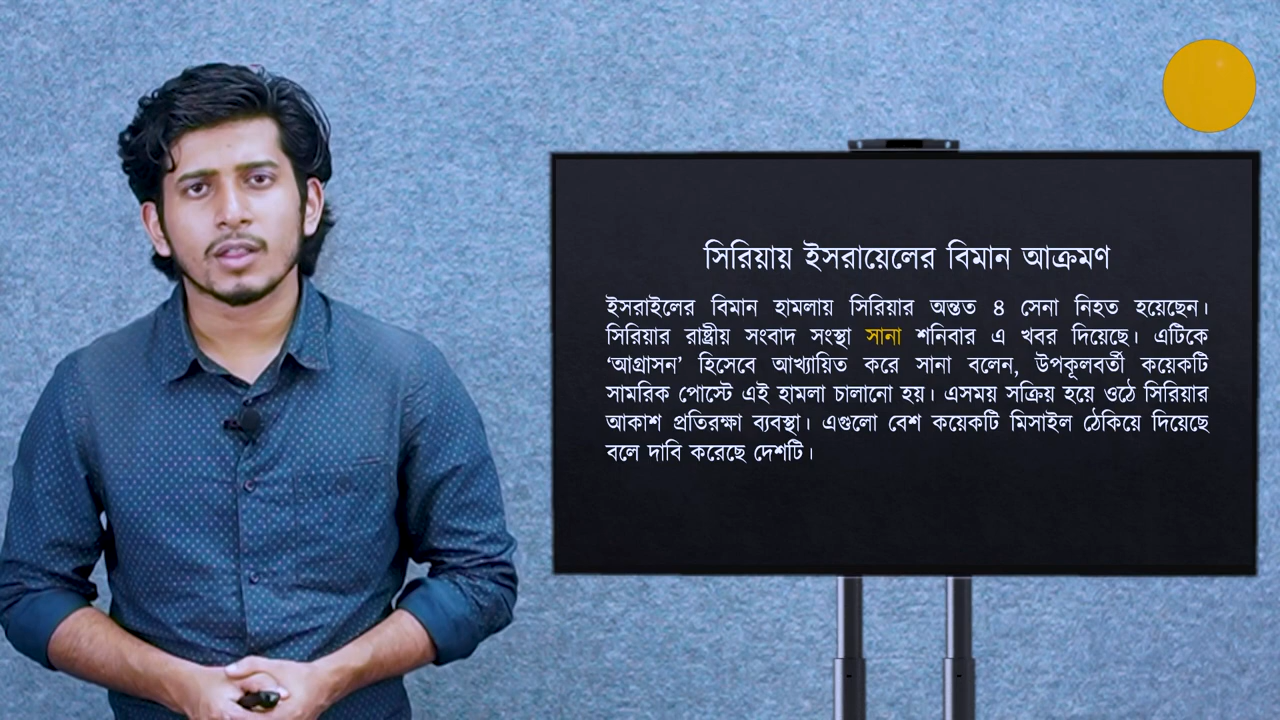 সিরিয়ায় ইসরায়েলের বিমান আক্রমণ
ইসরাইলের বিমান হামলায় সিরিয়ার অন্তত ৪ সেনা নিহত হয়েছেন।
সিরিয়ার রাষ্ট্রীয় সংবাদ সংস্থা সানা শনিবার এ খবর দিয়েছে। এটিকে
‘আগ্রাসন’ হিসেবে আখ্যায়িত করে সানা বলেন, উপকূলবর্তী কয়েকটি
সামরিক পোস্টে এই হামলা চালানো হয়। এসময় সক্রিয় হয়ে ওঠে সিরিয়ার
আকাশ প্রতিরক্ষা ব্যবস্থা। এগুলো বেশ কয়েকটি মিসাইল ঠেকিয়ে দিয়েছে
বলে দাবি করেছে দেশটি।